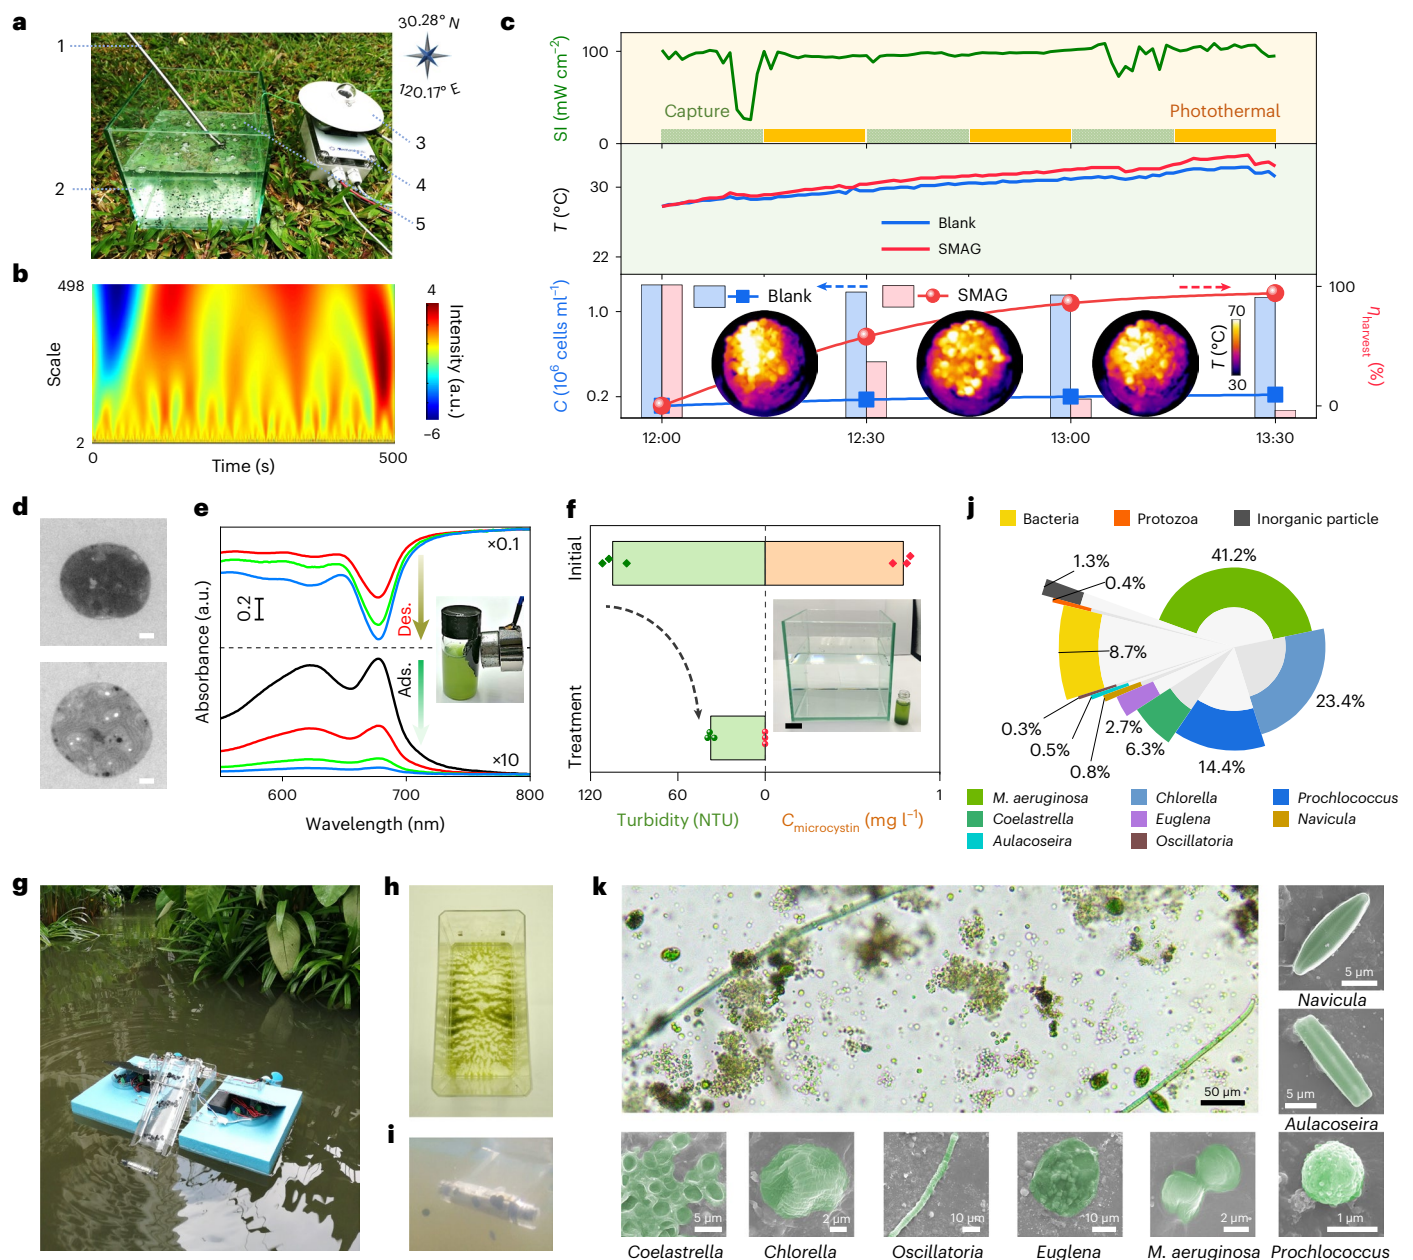 a
1
2
3
4
5
30.28° N
120.17° E
b
498
Scale
2
0
Time (s)
500
4
Intensity (a.u.)
−6
c
SI (mW cm−2)
100
0
Capture
Photothermal
T (°C)
30
22
Blank
SMAG
C (10⁶ cells ml−1)
1.0
0.2
Blank
SMAG
70
T (°C)
30
100
0
ηharvest (%)
12:00
12:30
13:00
13:30
d
e
Absorbance (a.u.)
0.2
×0.1
Des.
Ads.
×10
600
700
800
Wavelength (nm)
f
Initial
Treatment
120
60
0
1
Turbidity (NTU)
Cmicrocystin (mg l−1)
j
Bacteria
Protozoa
Inorganic particle
41.2%
1.3%
0.4%
8.7%
23.4%
0.3%
0.5%
0.8%
2.7%
6.3%
14.4%
M. aeruginosa
Chlorella
Prochlococcus
Coelastrella
Euglena
Navicula
Aulacoseira
Oscillatoria
g
h
i
k
50 µm
5 µm
Navicula
5 µm
Aulacoseira
5 µm
Coelastrella
2 µm
Chlorella
10 µm
Oscillatoria
10 µm
Euglena
2 µm
M. aeruginosa
1 µm
Prochlococcus